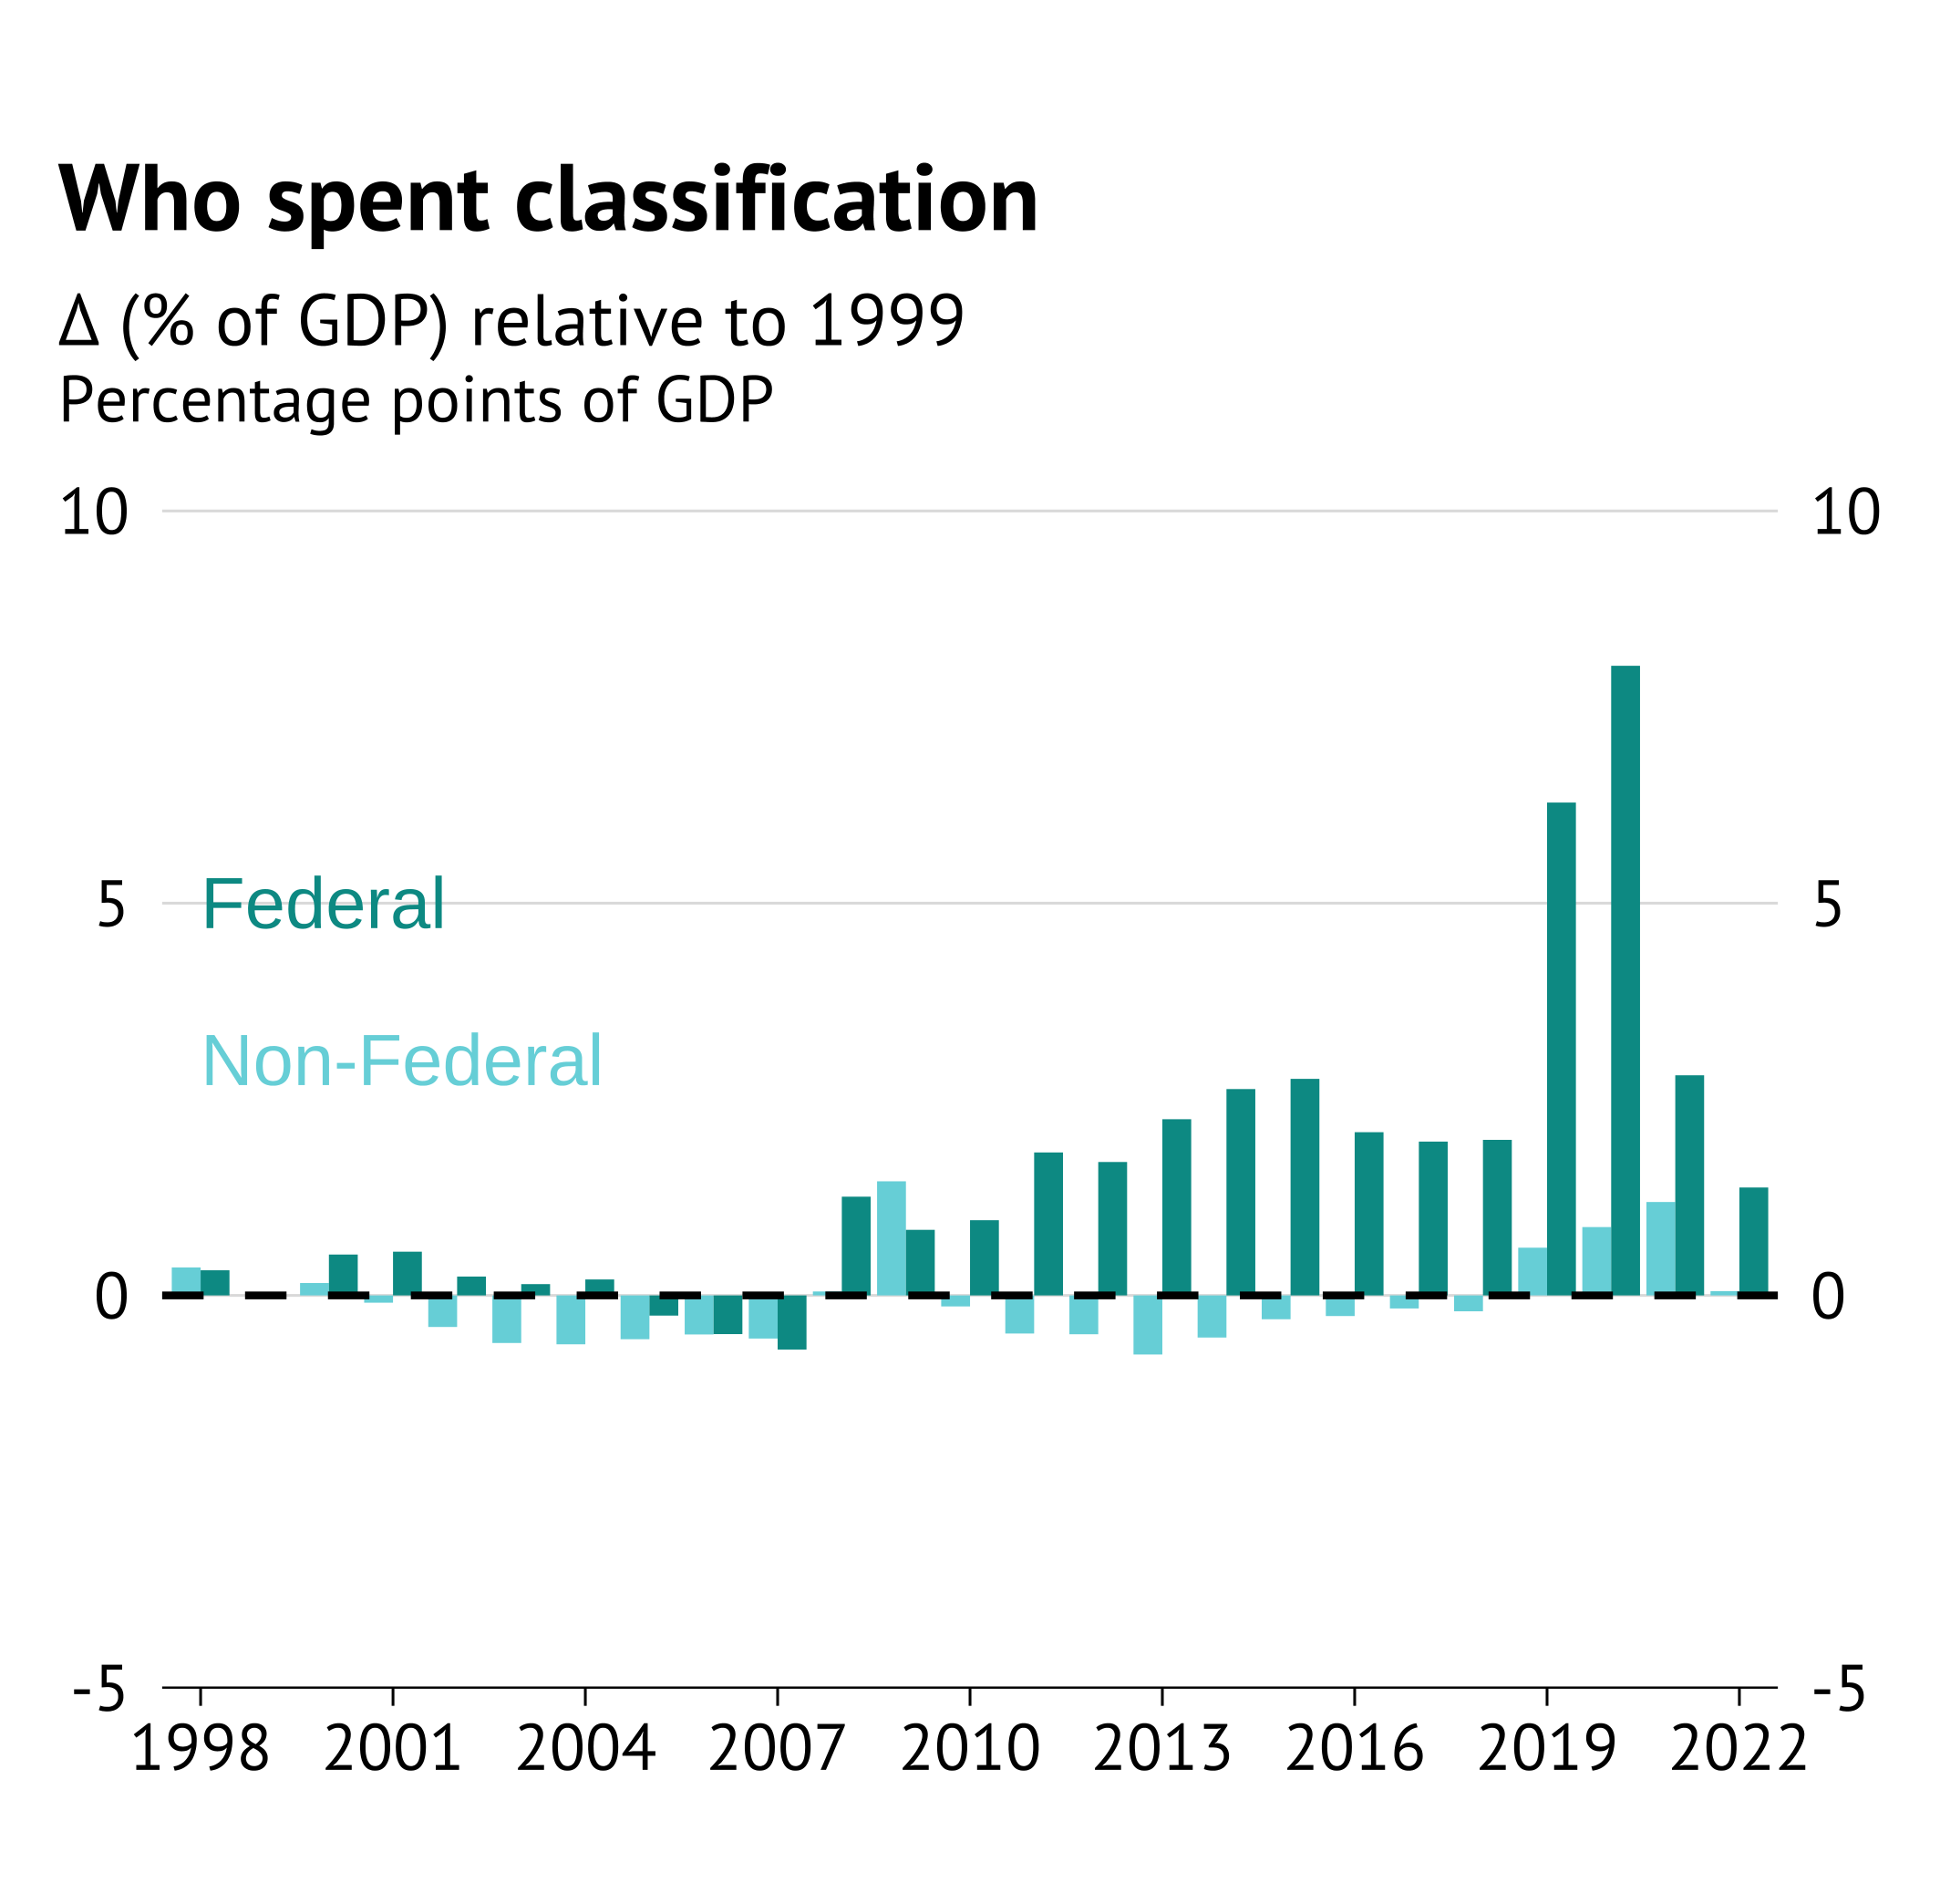 Who spent classification
Δ (% of GDP) relative to 1999
Percentage points of GDP
10 10
5 5
Federal
Non-Federal
0 0
-5 -5
1998 2001 2004 2007 2010 2013 2016 2019 2022